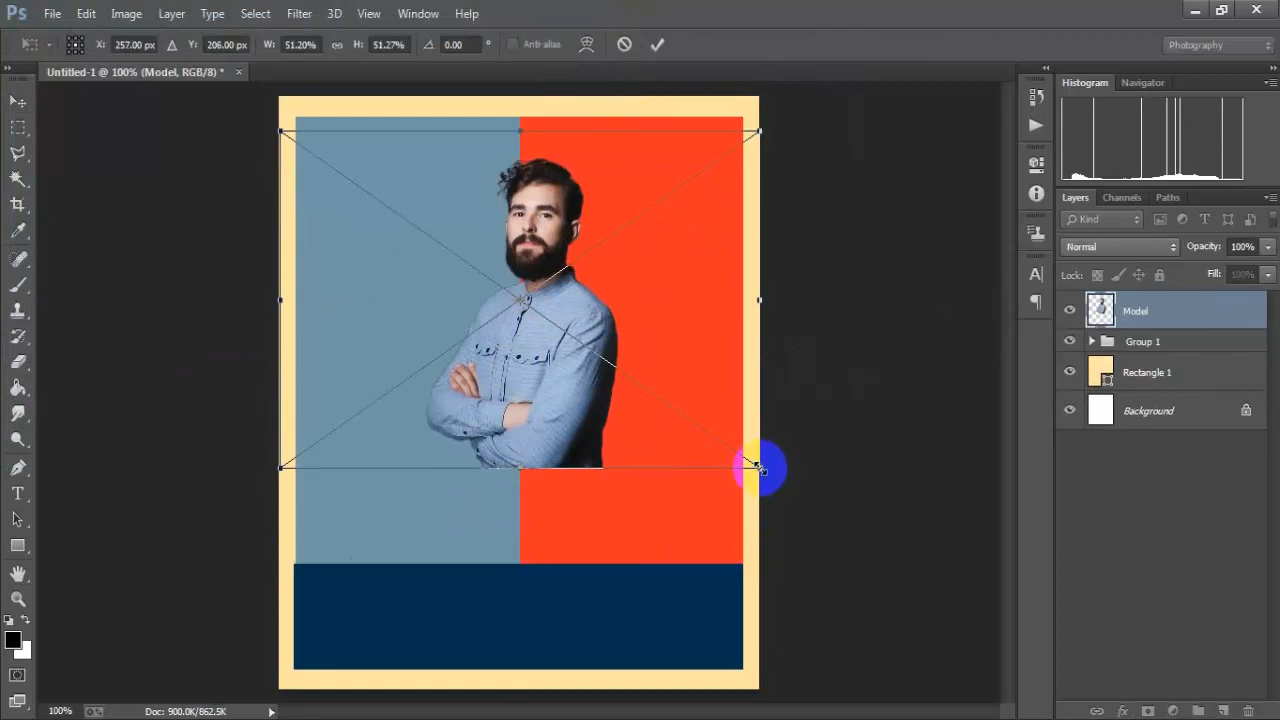 Ps File Edit Image Layer Type Select Filter 3D View Window Help
X: 257.00 px Y: 206.00 px W: 51.20% H: 51.27% 0.00 ° Anti-alias Photography
Untitled-1 @ 100% (Model, RGB/8) * ×
Histogram Navigator
Layers Channels Paths
Kind
Normal Opacity: 100%
Lock: Fill: 100%
Model
Group 1
Rectangle 1
Background
100% Doc: 900.0K/862.5K